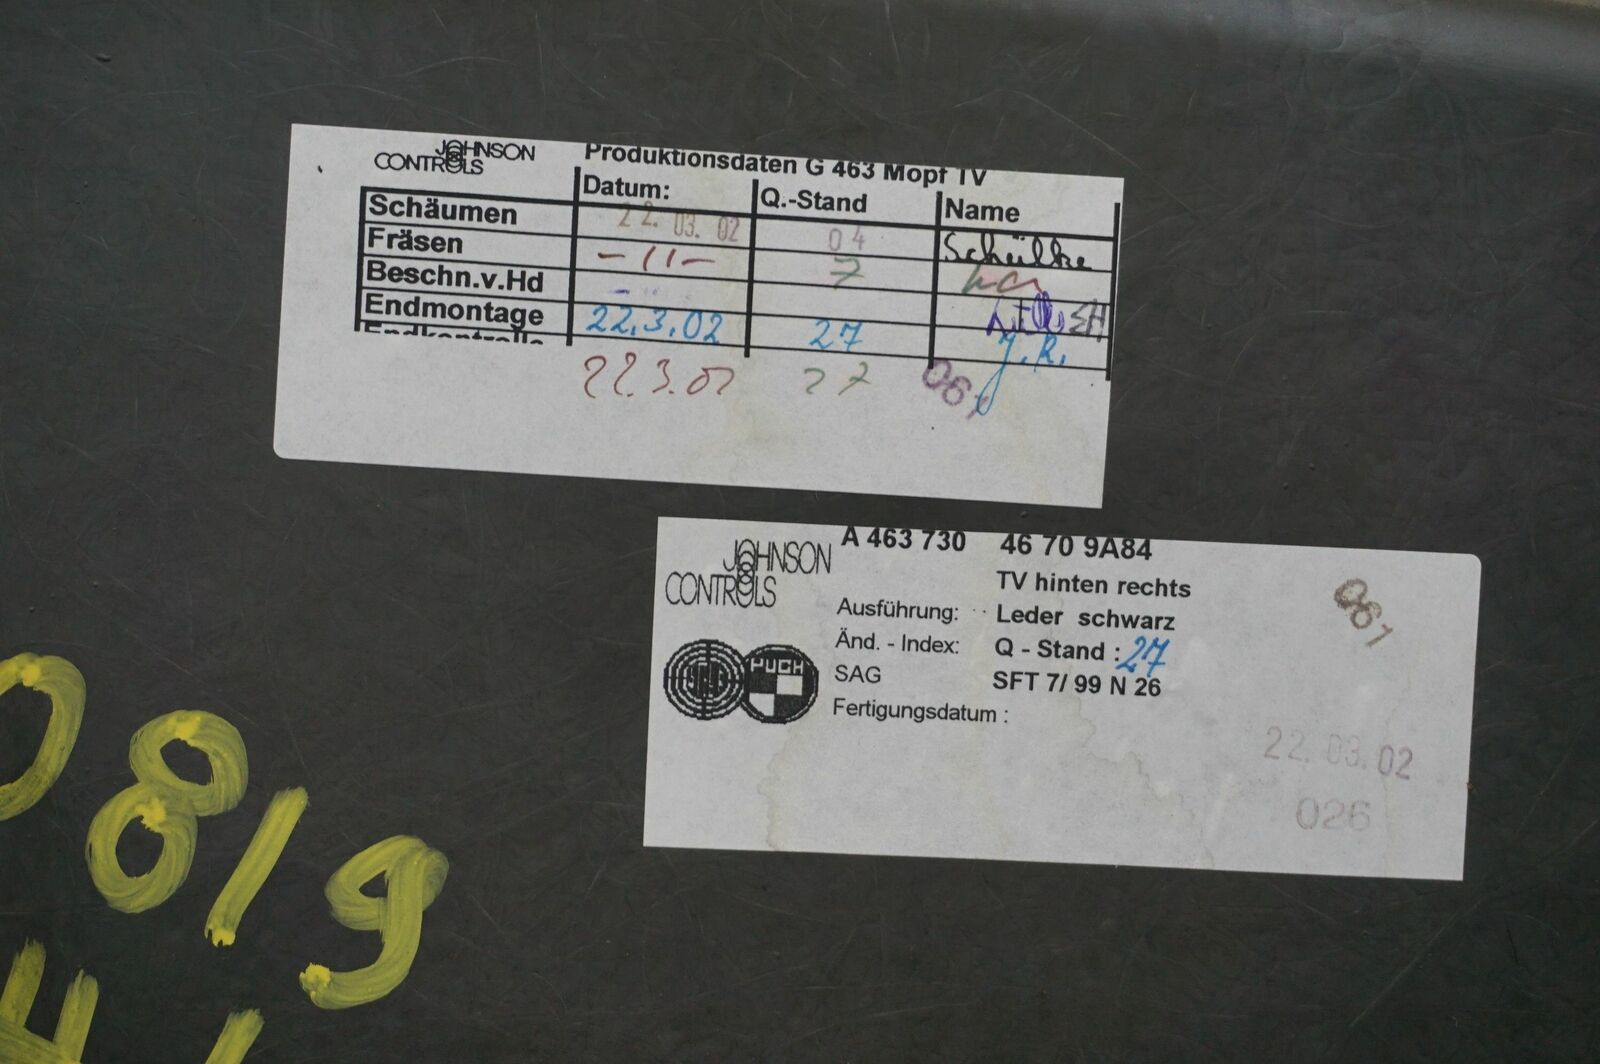 JOHNSON CONTROLS
Produktionsdaten G 463 Mopf TV
Datum: Q.-Stand Name
Schäumen 22. 03. 02 04 Schültke
Fräsen -11- 7
Beschn.v.Hd
Endmontage 22.3.02 27 J.R.
Endkontrolle 22.3.02 27 061
JOHNSON CONTROLS
A 463 730 46 70 9A84
TV hinten rechts
Ausführung: Leder schwarz
Änd. - Index: Q - Stand : 27
SAG SFT 7/ 99 N 26
Fertigungsdatum :
PUCH
061
22. 03. 02
026
0819